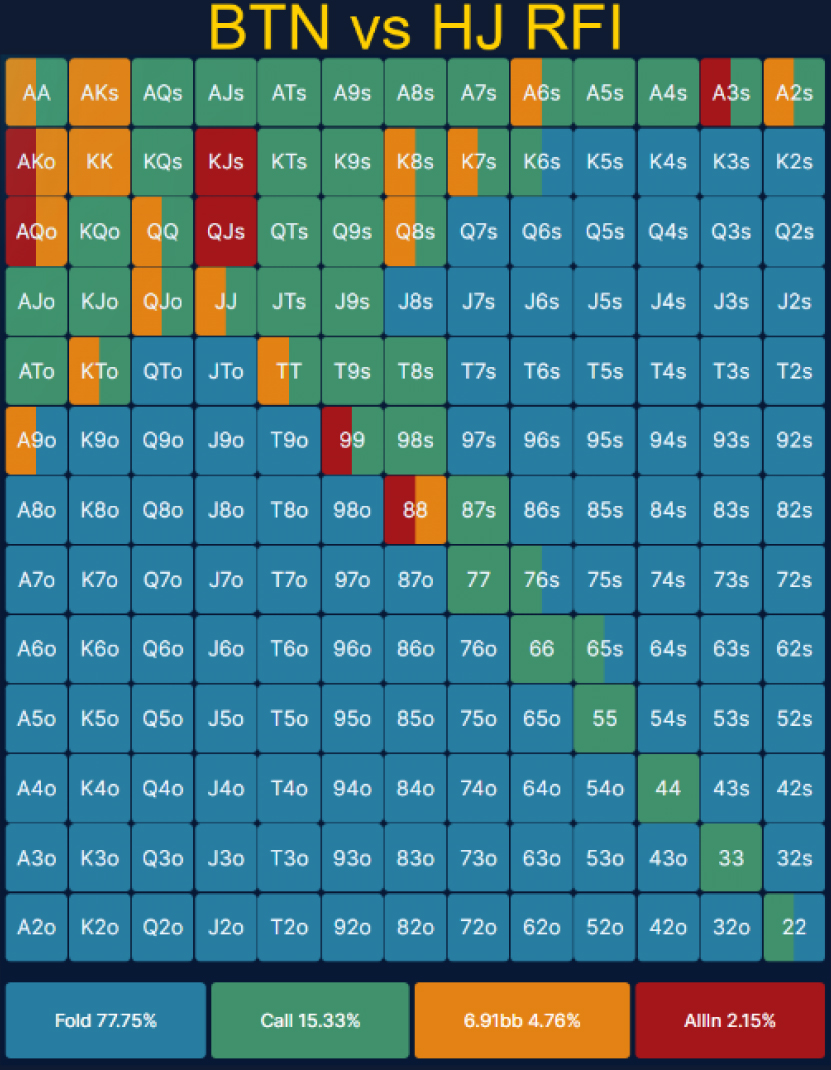 BTN vs HJ RFI
AA AKs AQs AJs ATs A9s A8s A7s A6s A5s A4s A3s A2s
AKo KK KQs KJs KTs K9s K8s K7s K6s K5s K4s K3s K2s
AQo KQo QQ QJs QTs Q9s Q8s Q7s Q6s Q5s Q4s Q3s Q2s
AJo KJo QJo JJ JTs J9s J8s J7s J6s J5s J4s J3s J2s
ATo KTo QTo JTo TT T9s T8s T7s T6s T5s T4s T3s T2s
A9o K9o Q9o J9o T9o 99 98s 97s 96s 95s 94s 93s 92s
A8o K8o Q8o J8o T8o 98o 88 87s 86s 85s 84s 83s 82s
A7o K7o Q7o J7o T7o 97o 87o 77 76s 75s 74s 73s 72s
A6o K6o Q6o J6o T6o 96o 86o 76o 66 65s 64s 63s 62s
A5o K5o Q5o J5o T5o 95o 85o 75o 65o 55 54s 53s 52s
A4o K4o Q4o J4o T4o 94o 84o 74o 64o 54o 44 43s 42s
A3o K3o Q3o J3o T3o 93o 83o 73o 63o 53o 43o 33 32s
A2o K2o Q2o J2o T2o 92o 82o 72o 62o 52o 42o 32o 22
Fold 77.75% Call 15.33% 6.91bb 4.76% AllIn 2.15%